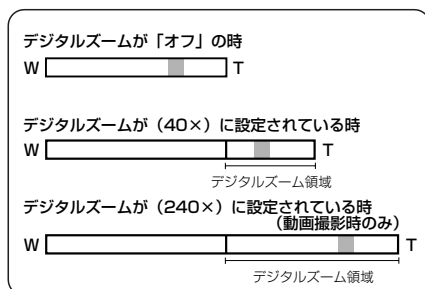 デジタルズームが「オフ」の時
W T
デジタルズームが（40×）に設定されている時
W T
デジタルズーム領域
デジタルズームが（240×）に設定されている時
（動画撮影時のみ）
W T
デジタルズーム領域